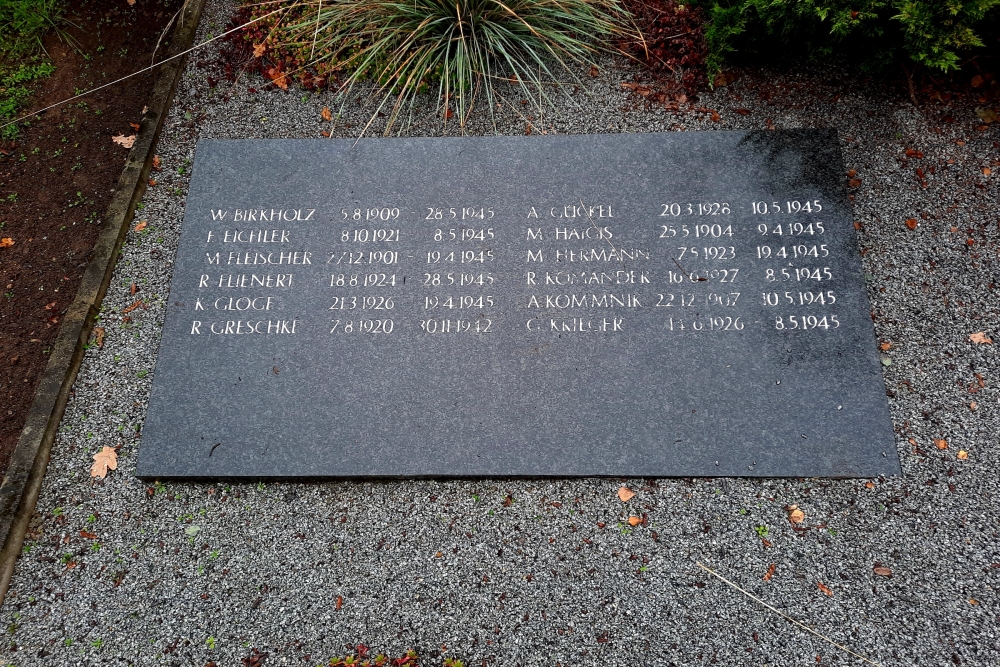 W. BIRKHOLZ 5.8.1909 - 28.5.1945
F. EICHLER 8.10.1921 - 8.5.1945
M. FLEISCHER 27.12.1901 - 19.4.1945
R. FLIENERT 18.8.1924 - 28.5.1945
K. GLOGE 21.3.1926 - 19.4.1945
R. GRESCHKE 7.8.1920 - 30.11.1942
A. GUNKEL 20.3.1928 - 10.5.1945
M. HAIGIS 25.5.1904 - 9.4.1945
M. HERMANN 7.5.1923 - 19.4.1945
R. KOMANDER 16.6.1927 - 8.5.1945
A. KOMMNIK 22.12.1907 - 10.5.1945
G. KRIEGER 14.6.1926 - 8.5.1945